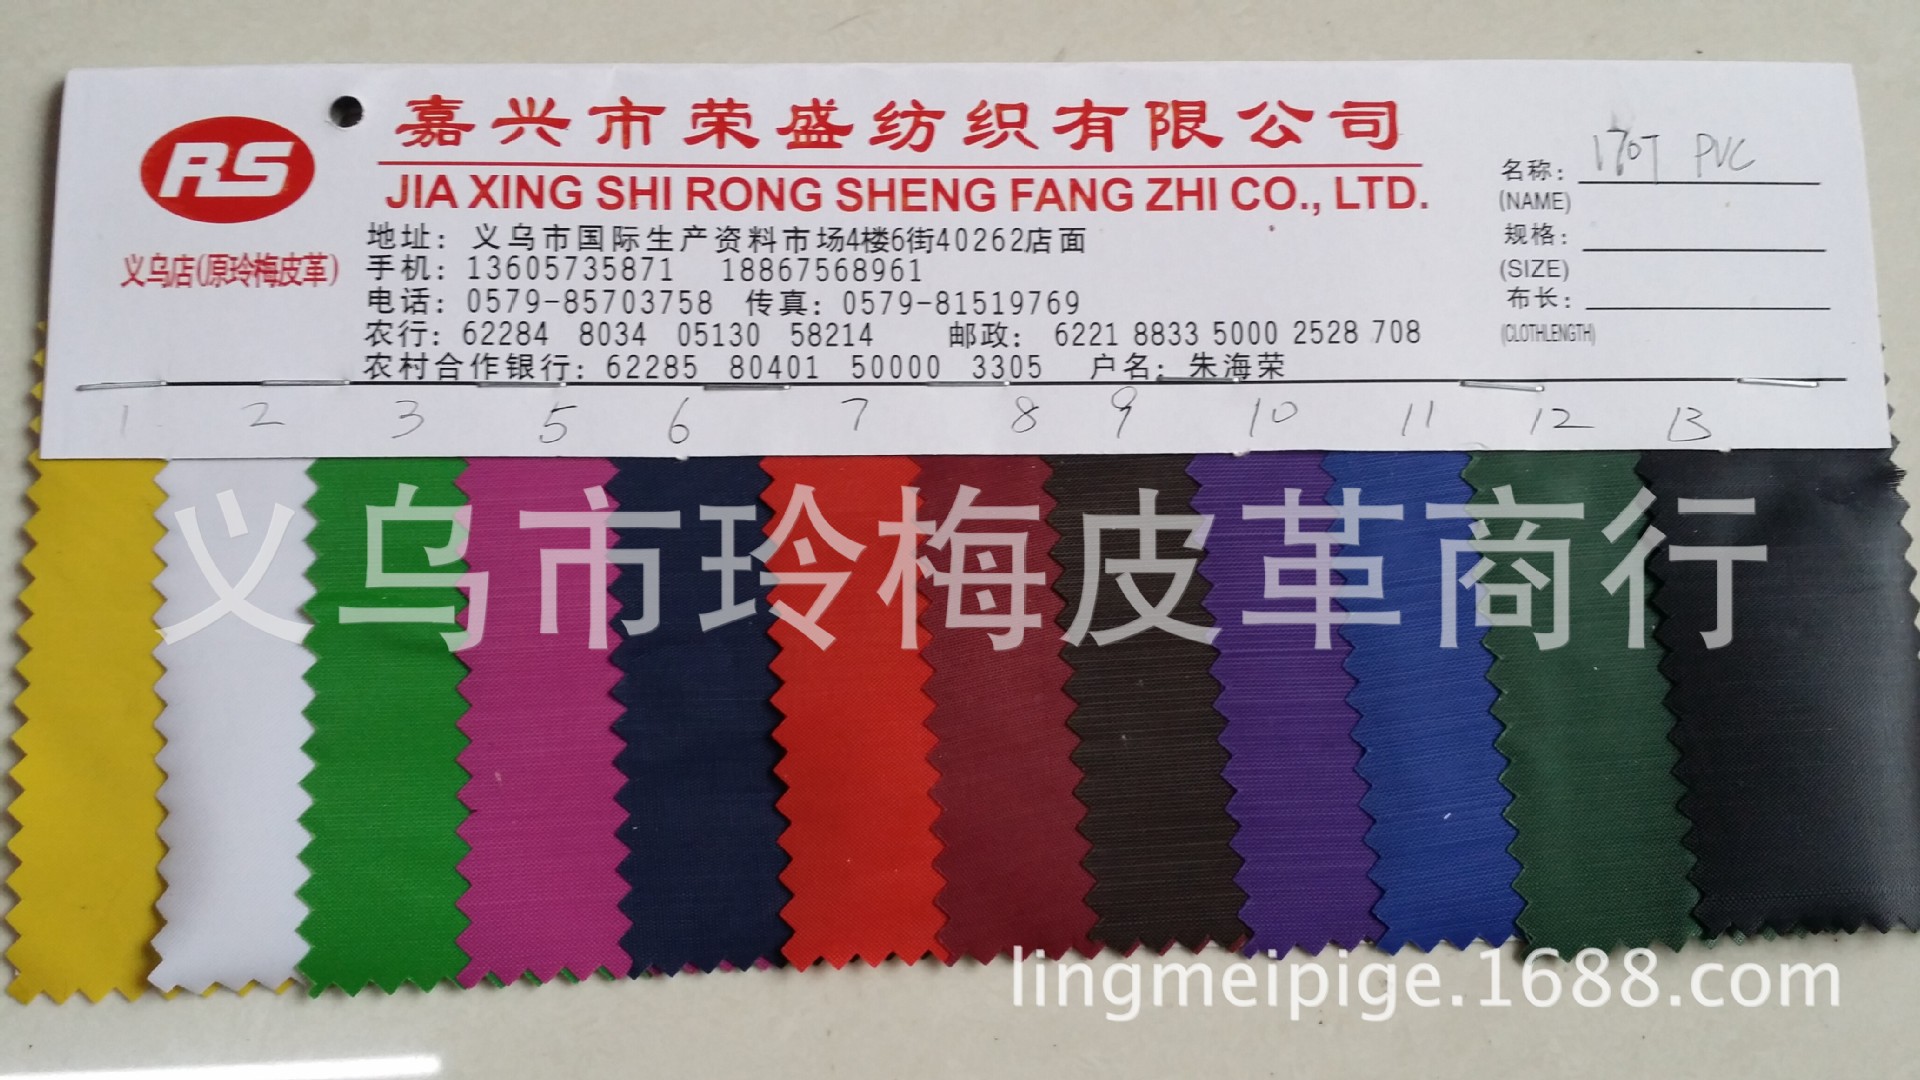 RS
义乌店(原玲梅皮革)
嘉兴市荣盛纺织有限公司
JIA XING SHI RONG SHENG FANG ZHI CO., LTD.
地址: 义乌市国际生产资料市场4楼6街40262店面
手机: 13605735871 18867568961
电话: 0579-85703758 传真: 0579-81519769
农行: 62284 8034 05130 58214 邮政: 6221 8833 5000 2528 708
农村合作银行: 62285 80401 50000 3305 户名: 朱海荣
名称: 170T PVC
(NAME)
规格:
(SIZE)
布长:
(CLOTHLENGTH)
1 2 3 5 6 7 8 9 10 11 12 13
义乌市玲梅皮革商行
lingmeipige.1688.com